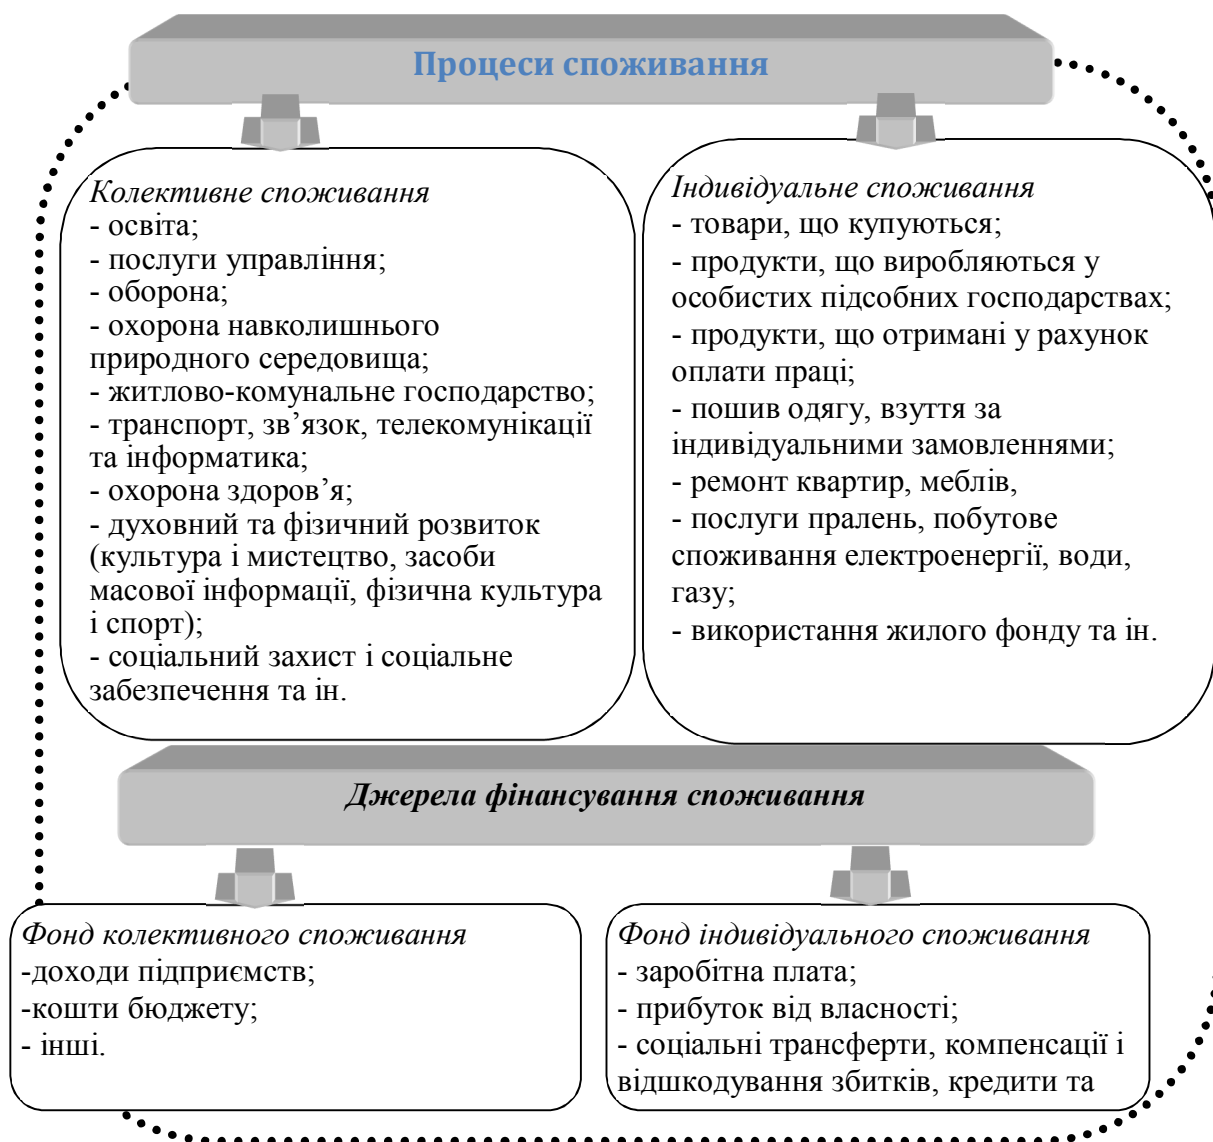 Процеси споживання
Колективне споживання
- освіта;
- послуги управління;
- оборона;
- охорона навколишнього
природного середовища;
- житлово-комунальне господарство;
- транспорт, зв’язок, телекомунікації
та інформатика;
- охорона здоров’я;
- духовний та фізичний розвиток
(культура і мистецтво, засоби
масової інформації, фізична культура
і спорт);
- соціальний захист і соціальне
забезпечення та ін.
Індивідуальне споживання
- товари, що купуються;
- продукти, що виробляються у
особистих підсобних господарствах;
- продукти, що отримані у рахунок
оплати праці;
- пошив одягу, взуття за
індивідуальними замовленнями;
- ремонт квартир, меблів,
- послуги пралень, побутове
споживання електроенергії, води,
газу;
- використання жилого фонду та ін.
Джерела фінансування споживання
Фонд колективного споживання
-доходи підприємств;
-кошти бюджету;
- інші.
Фонд індивідуального споживання
- заробітна плата;
- прибуток від власності;
- соціальні трансферти, компенсації і
відшкодування збитків, кредити та